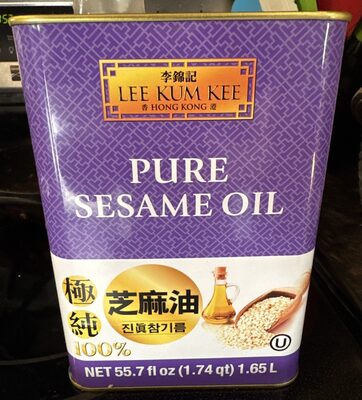 李錦記
LEE KUM KEE
香 HONG KONG 港
PURE
SESAME OIL
極純
100%
芝麻油
진眞참기름
U
NET 55.7 fl oz (1.74 qt) 1.65 L